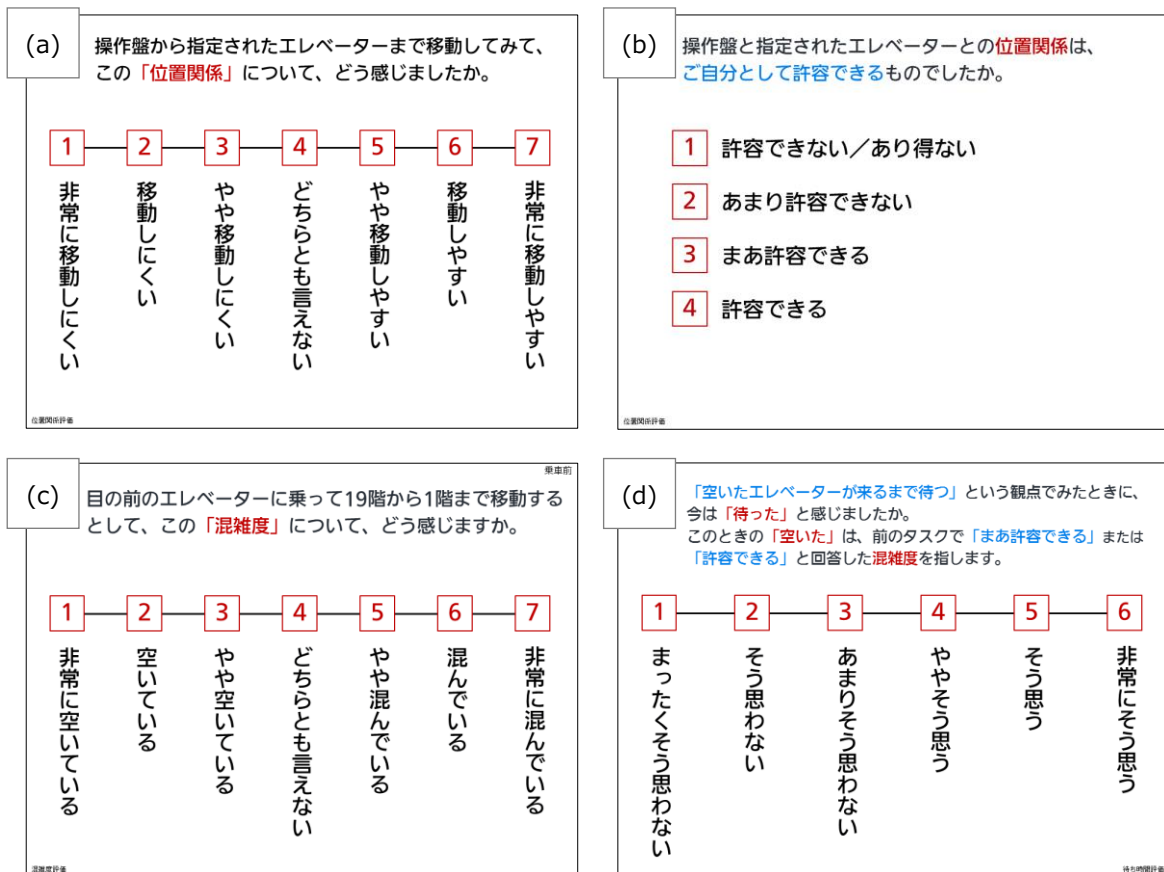 (a)
操作盤から指定されたエレベーターまで移動してみて、
この「位置関係」について、どう感じましたか。
1 2 3 4 5 6 7
非常に移動しにくい
移動しにくい
やや移動しにくい
どちらとも言えない
やや移動しやすい
移動しやすい
非常に移動しやすい
位置関係評価
(b)
操作盤と指定されたエレベーターとの位置関係は、
ご自分として許容できるものでしたか。
1 許容できない/あり得ない
2 あまり許容できない
3 まあ許容できる
4 許容できる
位置関係評価
(c)
乗車前
目の前のエレベーターに乗って19階から1階まで移動する
として、この「混雑度」について、どう感じますか。
1 2 3 4 5 6 7
非常に空いている
空いている
やや空いている
どちらとも言えない
やや混んでいる
混んでいる
非常に混んでいる
混雑度評価
(d)
「空いたエレベーターが来るまで待つ」という観点でみたときに、
今は「待った」と感じましたか。
このときの「空いた」は、前のタスクで「まあ許容できる」または
「許容できる」と回答した混雑度を指します。
1 2 3 4 5 6
まったくそう思わない
そう思わない
あまりそう思わない
ややそう思う
そう思う
非常にそう思う
待ち時間評価